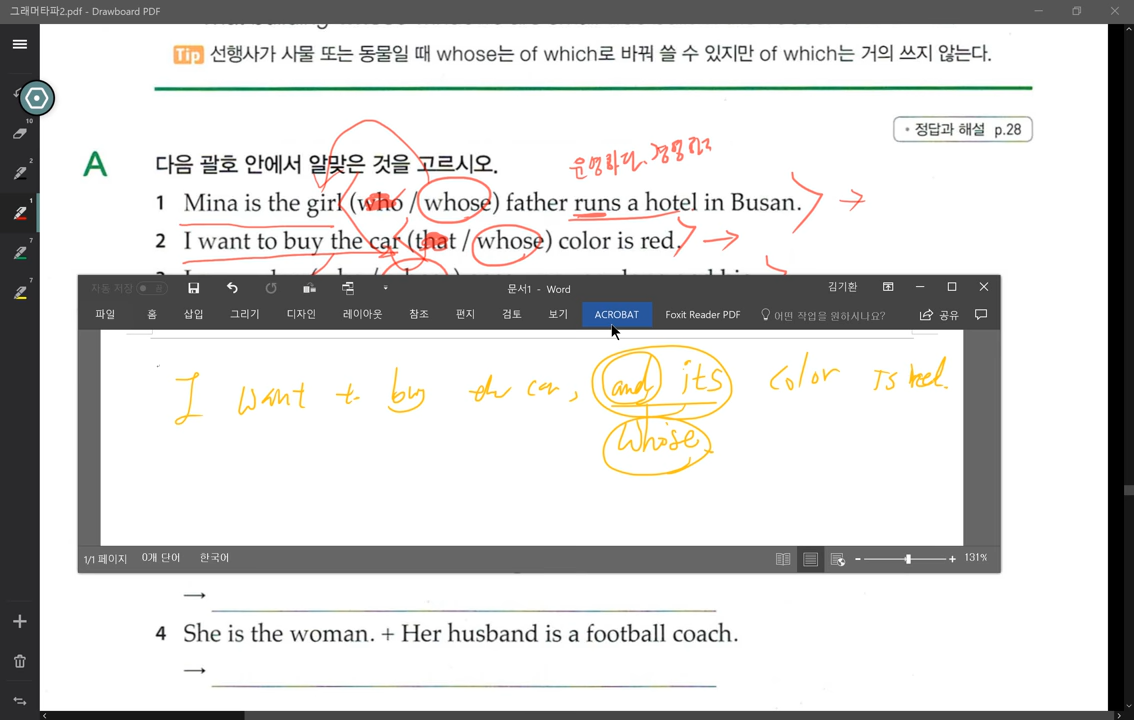 그래머타파2.pdf - Drawboard PDF
Tip 선행사가 사물 또는 동물일 때 whose는 of which로 바꿔 쓸 수 있지만 of which는 거의 쓰지 않는다.
• 정답과 해설 p.28
A 다음 괄호 안에서 알맞은 것을 고르시오.
운영하다, 경영하다
1 Mina is the girl (who / whose) father runs a hotel in Busan.
2 I want to buy the car (that / whose) color is red.
10
2
1
7
7
자동 저장
문서1 - Word
김기환
파일 홈 삽입 그리기 디자인 레이아웃 참조 편지 검토 보기 ACROBAT Foxit Reader PDF 어떤 작업을 원하시나요? 공유
I want to buy the car, and its color is red.
whose
1/1 페이지 0개 단어 한국어
131%
→
4 She is the woman. + Her husband is a football coach.
→